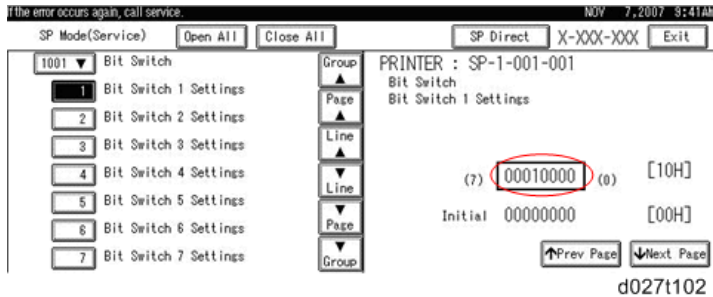 If the error occurs again, call service. NOV 7,2007 9:41AM
SP Mode(Service) Open All Close All SP Direct X-XXX-XXX Exit
1001 ▼ Bit Switch
1 Bit Switch 1 Settings
2 Bit Switch 2 Settings
3 Bit Switch 3 Settings
4 Bit Switch 4 Settings
5 Bit Switch 5 Settings
6 Bit Switch 6 Settings
7 Bit Switch 7 Settings
Group
▲
Page
▲
Line
▲
▼
Line
▼
Page
▼
Group
PRINTER : SP-1-001-001
Bit Switch
Bit Switch 1 Settings
(7) 00010000 (0) [10H]
Initial 00000000 [00H]
↑Prev Page ↓Next Page
d027t102